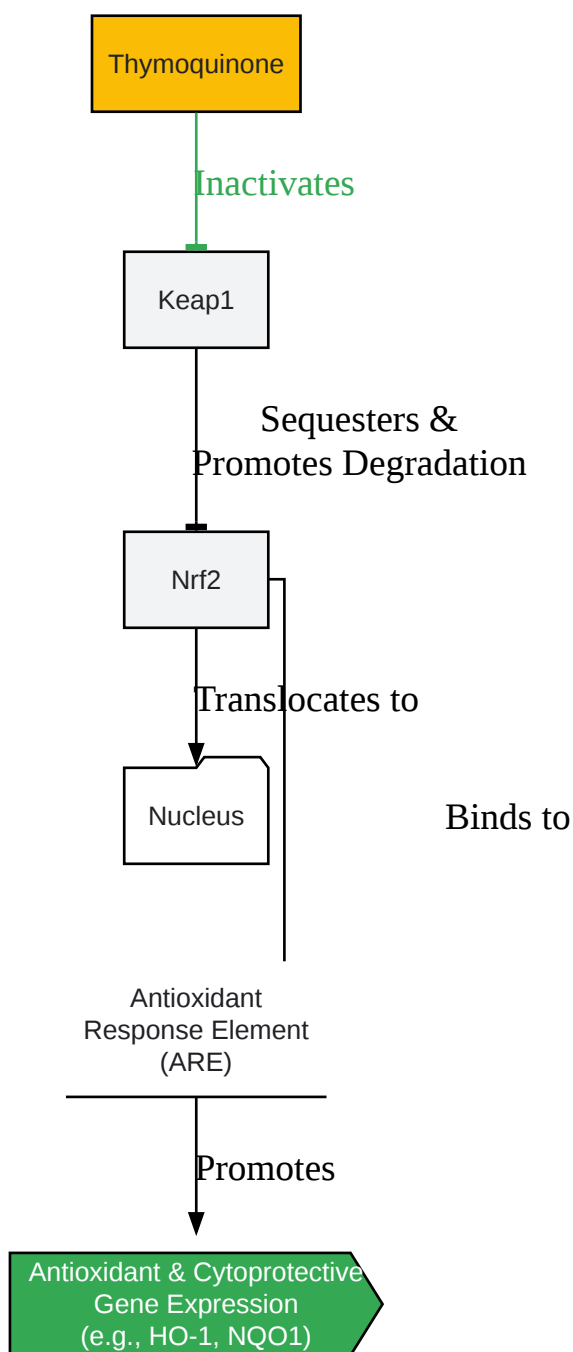 Thymoquinone
Inactivates
Keap1
Sequesters &
Promotes Degradation
Nrf2
Translocates to
Nucleus
Binds to
Antioxidant
Response Element
(ARE)
Promotes
Antioxidant & Cytoprotective
Gene Expression
(e.g., HO-1, NQO1)